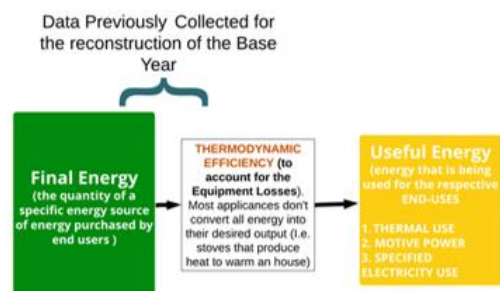 Data Previously Collected for
the reconstruction of the Base
Year
Final Energy
(the quantity of a
specific energy source
of energy purchased by
end users )
THERMODYNAMIC
EFFICIENCY (to
account for the
Equipment Losses).
Most applicances don't
convert all energy into
their desired output (I.e.
stoves that produce
heat to warm an house)
Useful Energy
(energy that is being
used for the respective
END-USES
1. THERMAL USE
2. MOTIVE POWER
3. SPECIFIED
ELECTRICITY USE